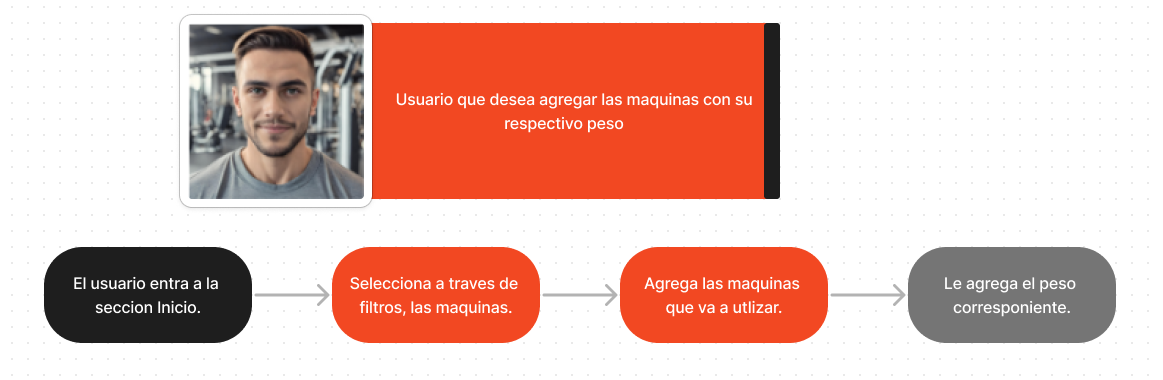 Usuario que desea agregar las maquinas con su
respectivo peso
El usuario entra a la
seccion Inicio.
Selecciona a traves de
filtros, las maquinas.
Agrega las maquinas
que va a utlizar.
Le agrega el peso
corresponiente.